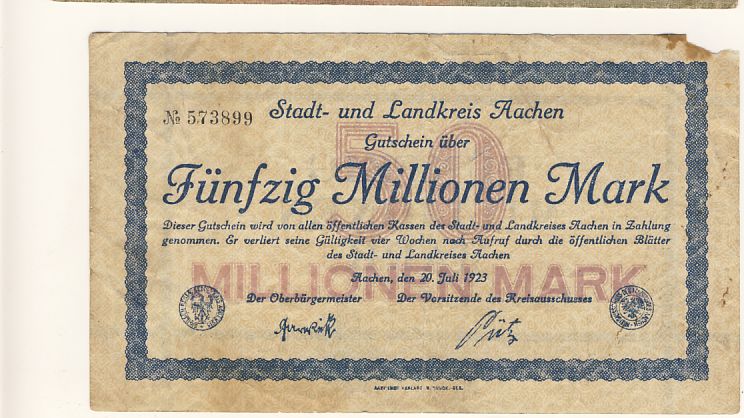 № 573899
Stadt- und Landkreis Aachen
Gutschein über
50
Fünfzig Millionen Mark
Dieser Gutschein wird von allen öffentlichen Kassen des Stadt- und Landkreises Aachen in Zahlung
genommen. Er verliert seine Gültigkeit vier Wochen nach Aufruf durch die öffentlichen Blätter
des Stadt- und Landkreises Aachen
MILLIONEN MARK
Aachen, den 20. Juli 1923
Der Oberbürgermeister Der Vorsitzende des Kreisausschusses